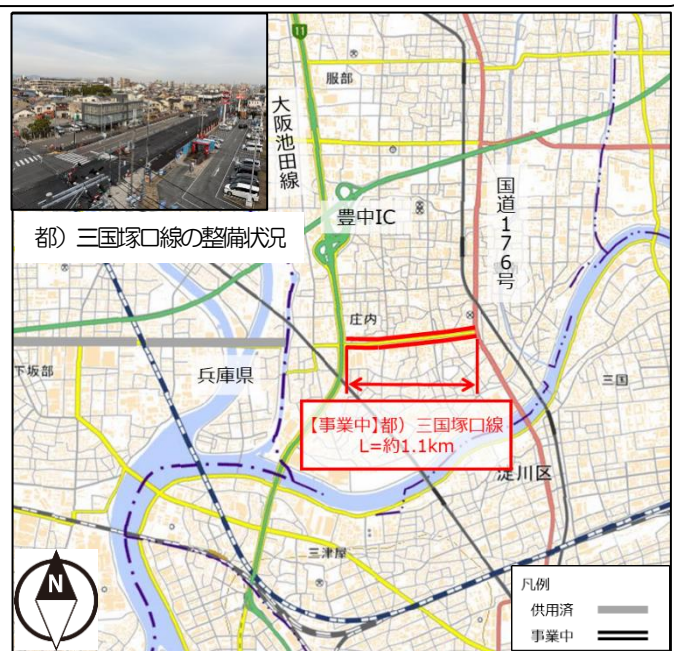 都）三国塚口線の整備状況
11
服部
大阪池田線
国道176号
豊中IC
庄内
兵庫県
下坂部
三国
【事業中】都）三国塚口線
L=約1.1km
淀川区
三津屋
N
凡例
供用済
事業中